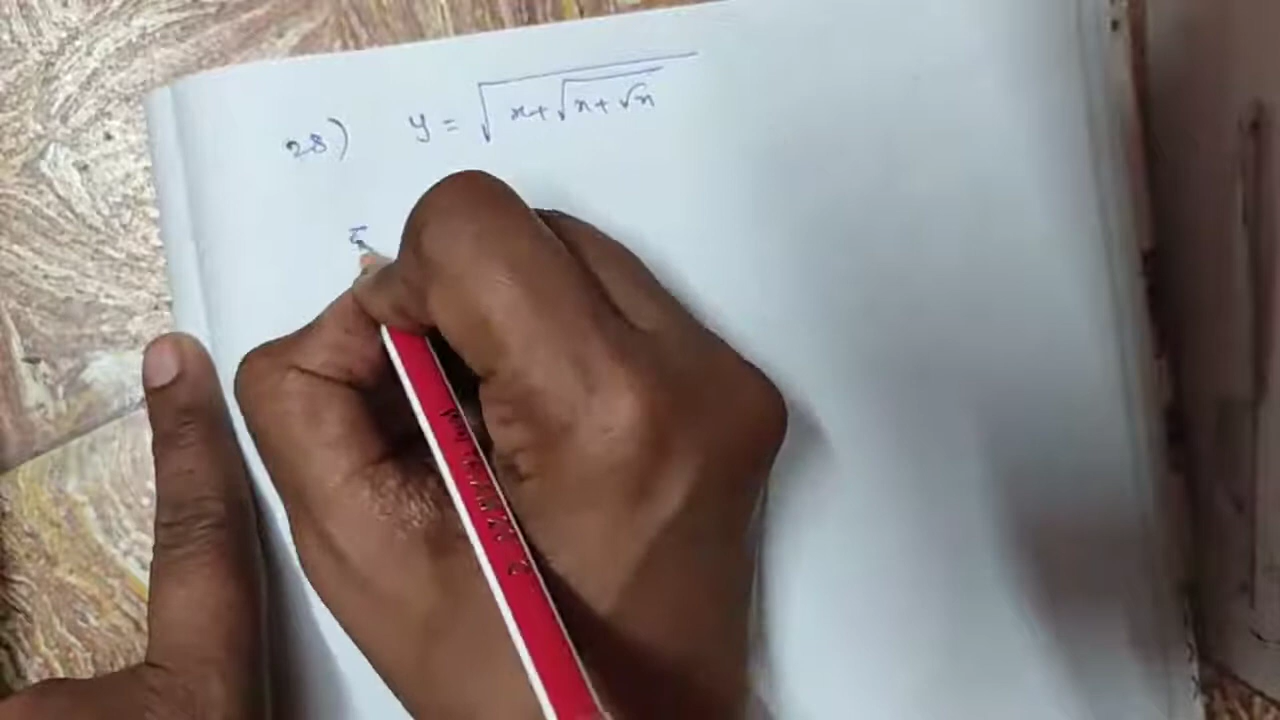 28) y = √(x+√(x+√x))